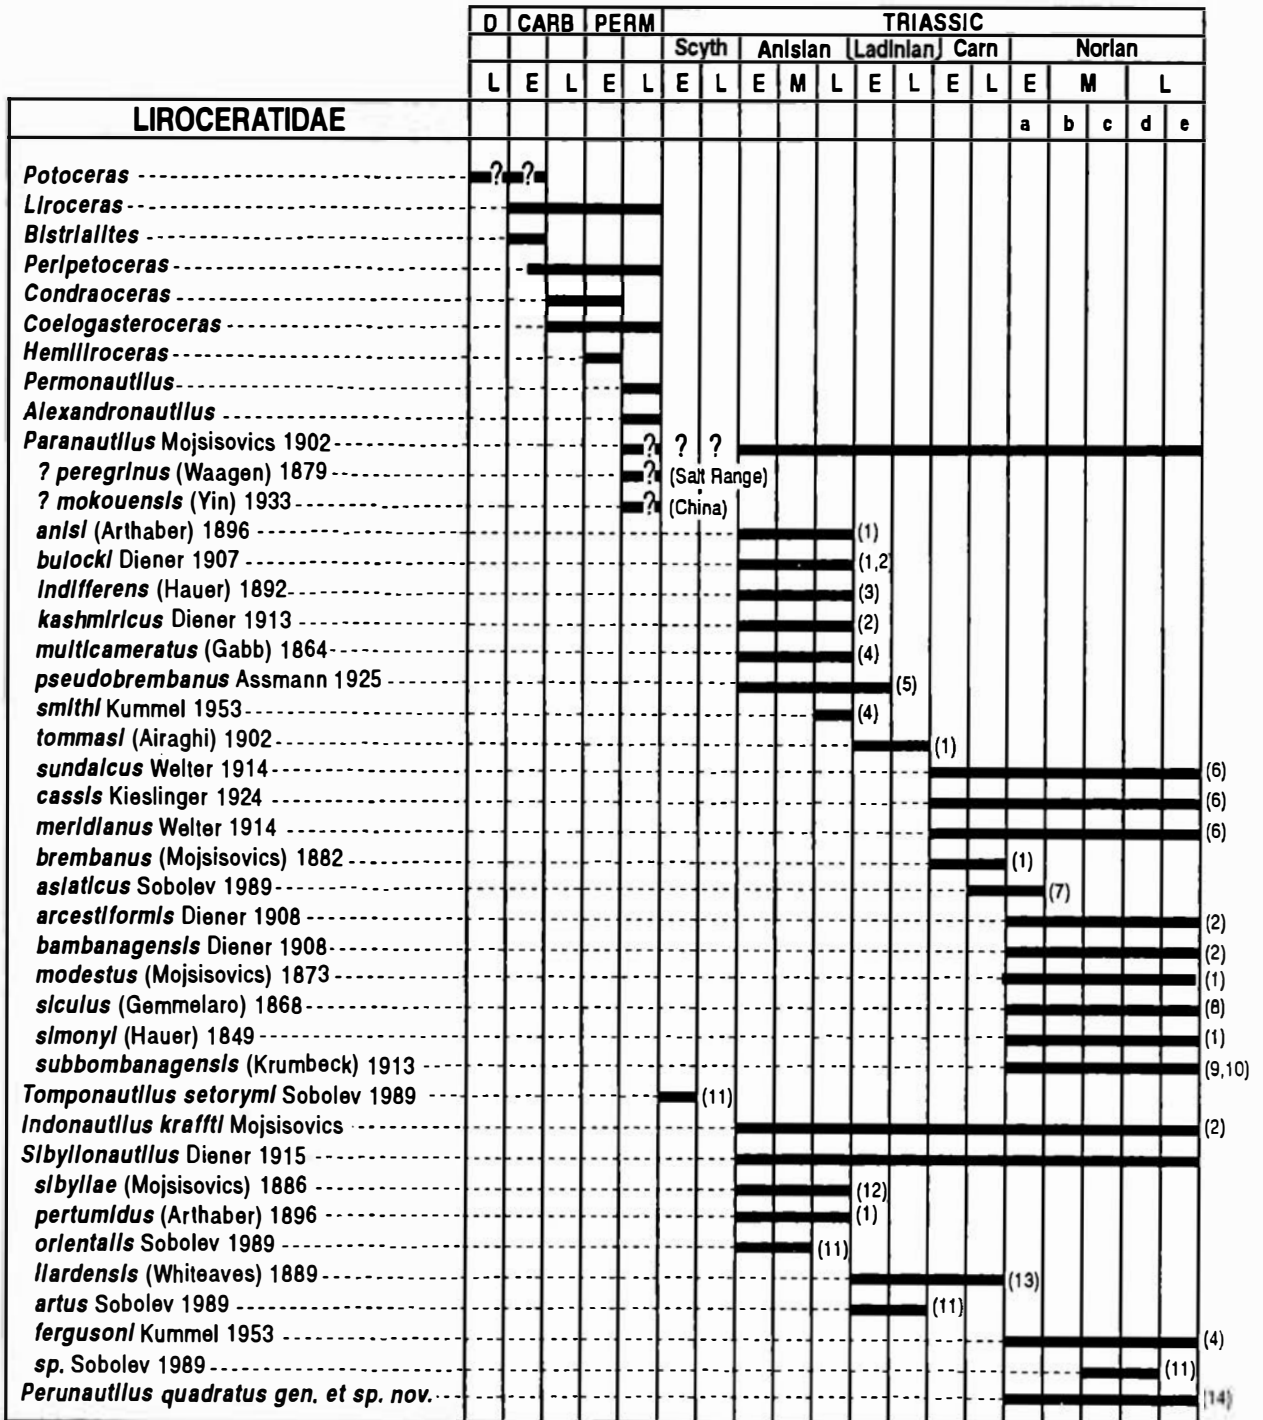 D CARB PERM TRIASSIC
Scyth Anisian Ladinian Carn Norian
L E L E L E L E M L E L E L E M L
LIROCERATIDAE a b c d e
Potoceras ? ?
Liroceras
Bistrialites
Peripetoceras
Condraoceras
Coelogasteroceras
Hemiliroceras
Permonautilus
Alexandronautilus
Paranautilus Mojsisovics 1902 ? ? ?
? peregrinus (Waagen) 1879 ? (Salt Range)
? mokouensis (Yin) 1933 ? (China)
anisi (Arthaber) 1896 (1)
bulocki Diener 1907 (1,2)
indifferens (Hauer) 1892 (3)
kashmiricus Diener 1913 (2)
multicameratus (Gabb) 1864 (4)
pseudobrembanus Assmann 1925 (5)
smithi Kummel 1953 (4)
tommasi (Airaghi) 1902 (1)
sundaicus Welter 1914 (6)
cassis Kieslinger 1924 (6)
meridianus Welter 1914 (6)
brembanus (Mojsisovics) 1882 (1)
asiaticus Sobolev 1989 (7)
arcestiformis Diener 1908 (2)
bambanagensis Diener 1908 (2)
modestus (Mojsisovics) 1873 (1)
siculus (Gemmelaro) 1868 (8)
simonyi (Hauer) 1849 (1)
subbombanagensis (Krumbeck) 1913 (9,10)
Tomponautilus setorymi Sobolev 1989 (11)
Indonautilus kraffti Mojsisovics (2)
Sibyllonautilus Diener 1915
sibyllae (Mojsisovics) 1886 (12)
pertumidus (Arthaber) 1896 (1)
orientalis Sobolev 1989 (11)
liardensis (Whiteaves) 1889 (13)
artus Sobolev 1989 (11)
fergusoni Kummel 1953 (4)
sp. Sobolev 1989 (11)
Perunautilus quadratus gen. et sp. nov. (14)